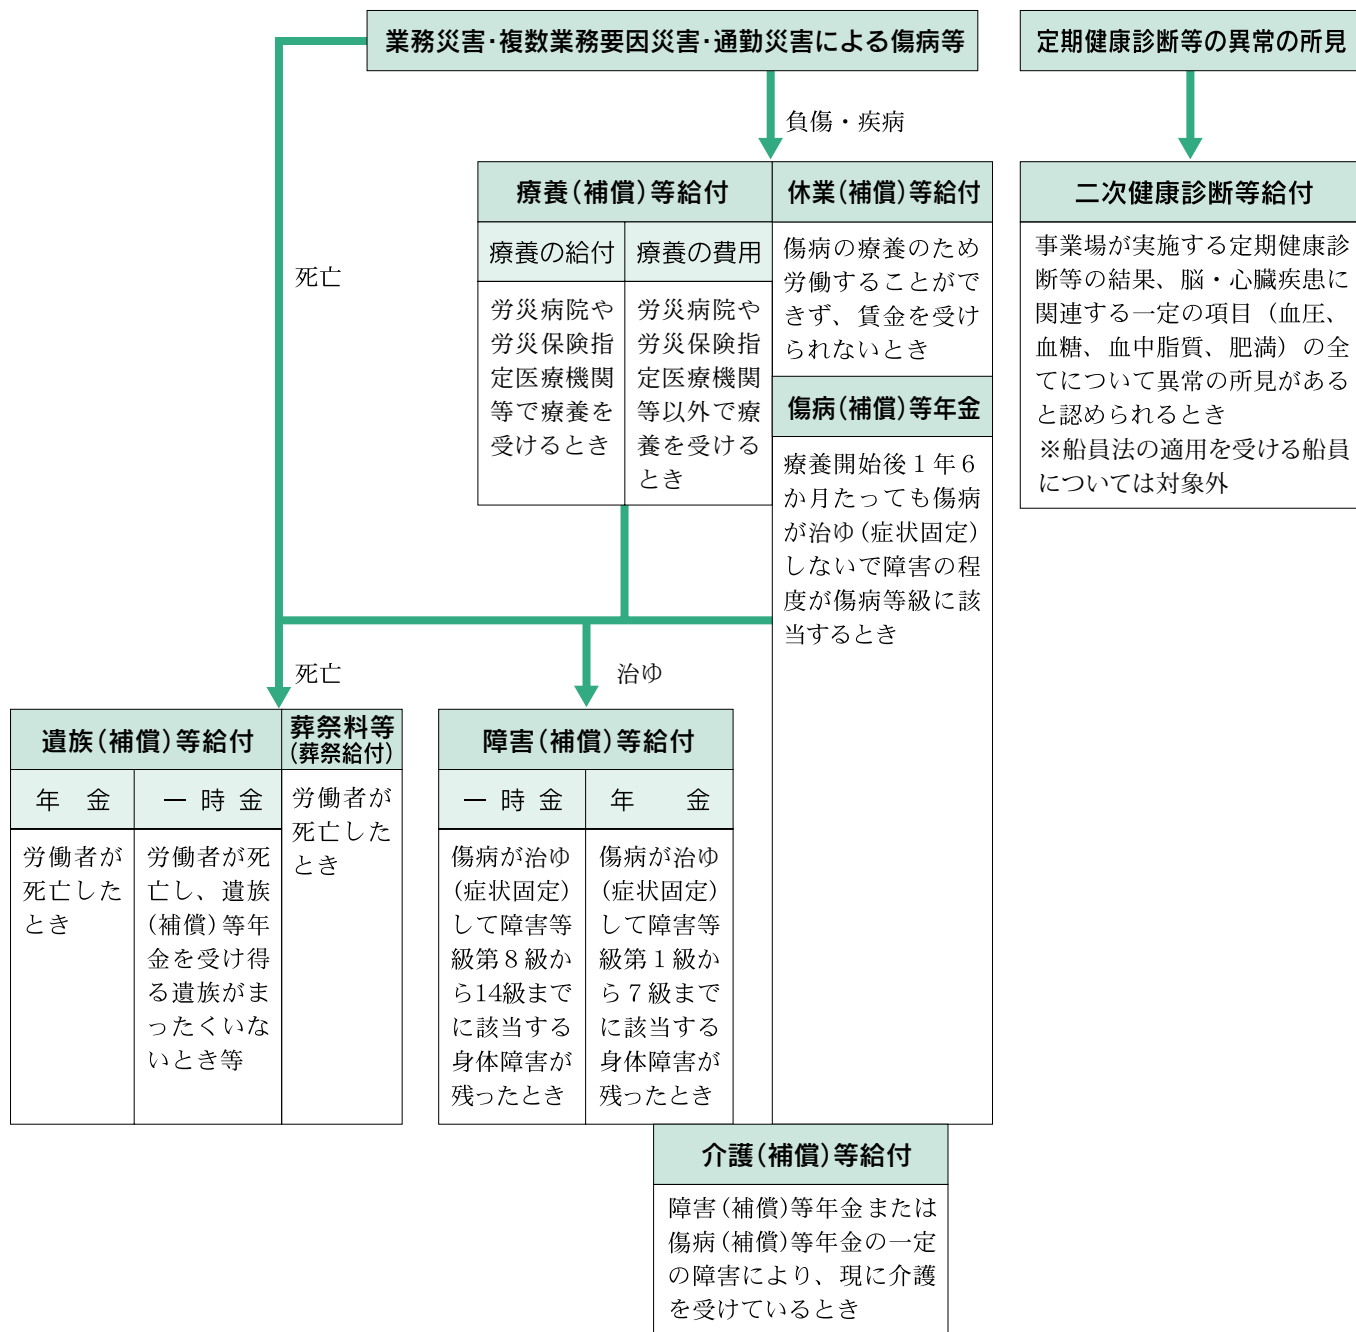 業務災害・複数業務要因災害・通勤災害による傷病等
定期健康診断等の異常の所見
負傷・疾病
死亡
療養(補償)等給付
療養の給付
労災病院や
労災保険指
定医療機関
等で療養を
受けるとき
療養の費用
労災病院や
労災保険指
定医療機関
等以外で療
養を受ける
とき
休業(補償)等給付
傷病の療養のため
労働することがで
きず、賃金を受け
られないとき
傷病(補償)等年金
療養開始後1年6
か月たっても傷病
が治ゆ(症状固定)
しないで障害の程
度が傷病等級に該
当するとき
二次健康診断等給付
事業場が実施する定期健康診
断等の結果、脳・心臓疾患に
関連する一定の項目(血圧、
血糖、血中脂質、肥満)の全
てについて異常の所見がある
と認められるとき
※船員法の適用を受ける船員
については対象外
死亡
治ゆ
遺族(補償)等給付
年 金
労働者が
死亡した
とき
一時金
労働者が死
亡し、遺族
(補償)等年
金を受け得
る遺族がま
ったくいな
いとき等
葬祭料等
(葬祭給付)
労働者が
死亡した
とき
障害(補償)等給付
一時金
傷病が治ゆ
(症状固定)
して障害等
級第8級か
ら14級まで
に該当する
身体障害が
残ったとき
年 金
傷病が治ゆ
(症状固定)
して障害等
級第1級か
ら7級まで
に該当する
身体障害が
残ったとき
介護(補償)等給付
障害(補償)等年金または
傷病(補償)等年金の一定
の障害により、現に介護
を受けているとき